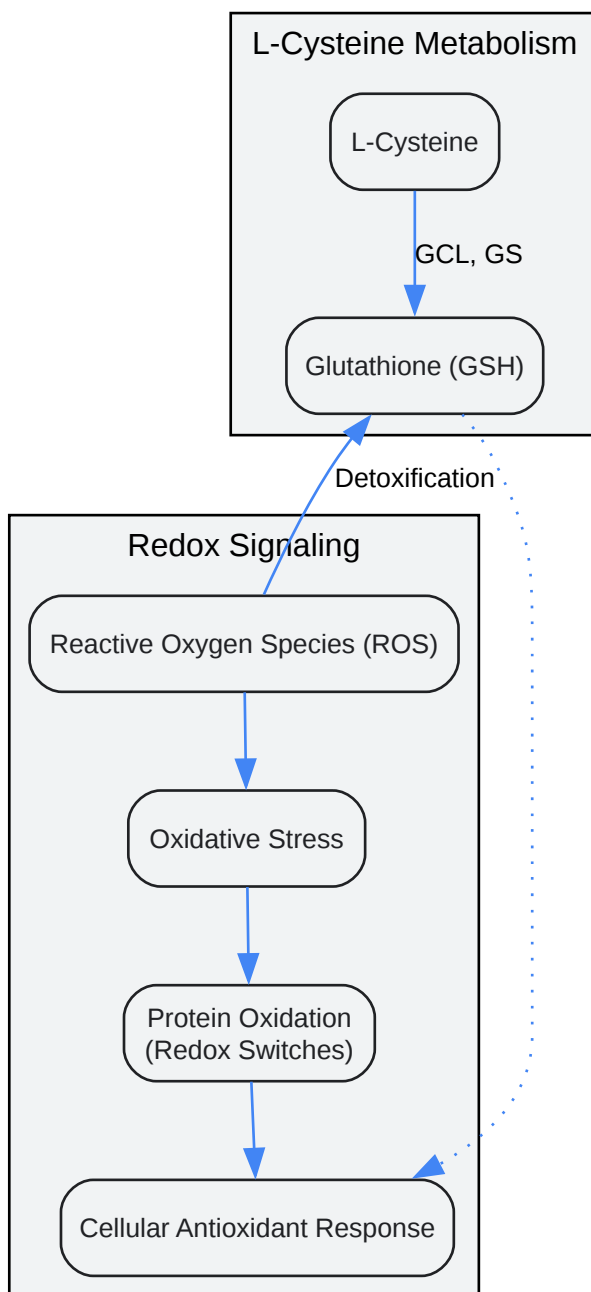 L-Cysteine Metabolism
L-Cysteine
GCL, GS
Glutathione (GSH)
Detoxification
Redox Signaling
Reactive Oxygen Species (ROS)
Oxidative Stress
Protein Oxidation
(Redox Switches)
Cellular Antioxidant Response